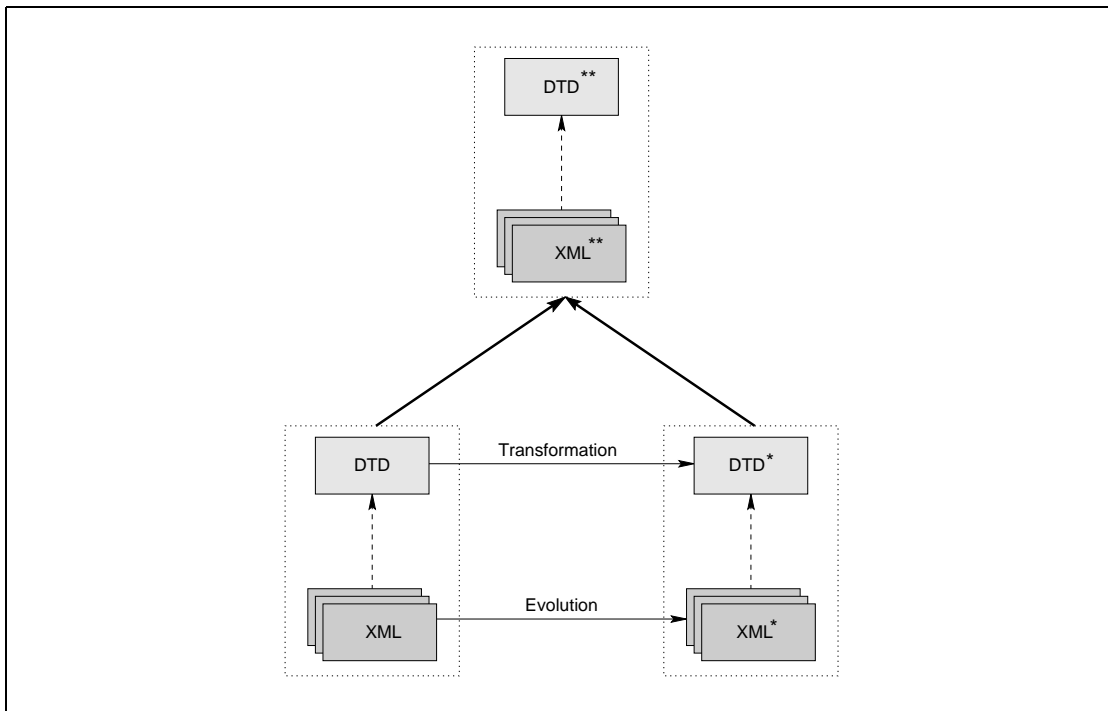 DTD**
XML**
DTD
Transformation
DTD*
XML
Evolution
XML*